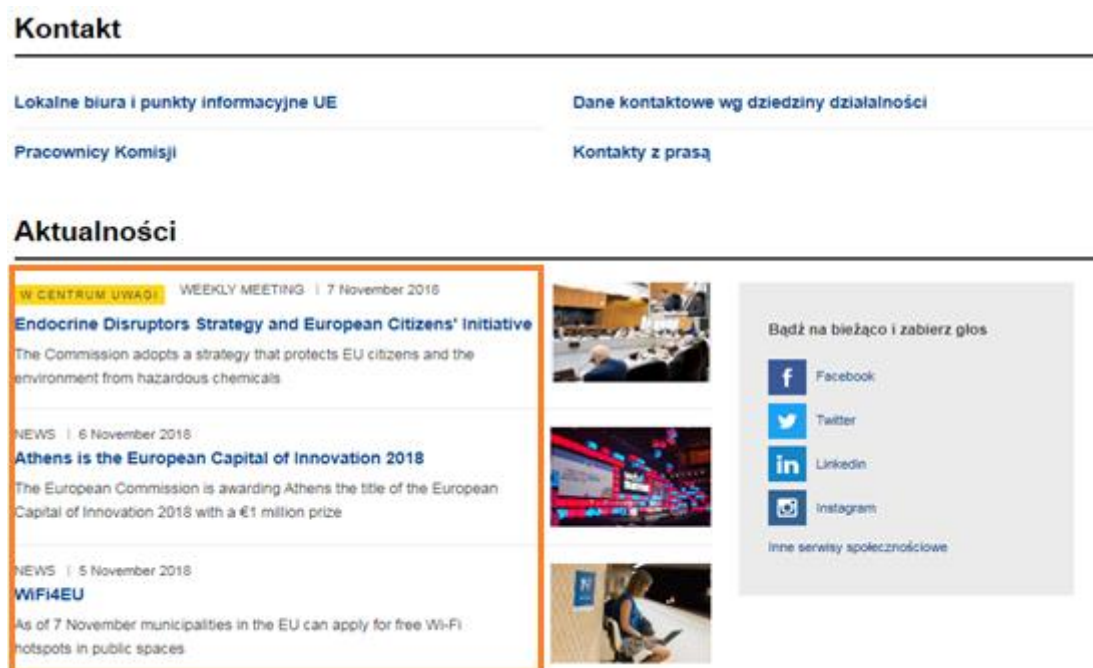 Kontakt
Lokalne biura i punkty informacyjne UE
Dane kontaktowe wg dziedziny działalności
Pracownicy Komisji
Kontakty z prasą
Aktualności
W CENTRUM UWAGI WEEKLY MEETING | 7 November 2018
Endocrine Disruptors Strategy and European Citizens' Initiative
The Commission adopts a strategy that protects EU citizens and the
environment from hazardous chemicals
NEWS | 6 November 2018
Athens is the European Capital of Innovation 2018
The European Commission is awarding Athens the title of the European
Capital of Innovation 2018 with a €1 million prize
NEWS | 5 November 2018
WiFi4EU
As of 7 November municipalities in the EU can apply for free Wi-Fi
hotspots in public spaces
Bądź na bieżąco i zabierz głos
Facebook
Twitter
Linkedin
Instagram
Inne serwisy społecznościowe